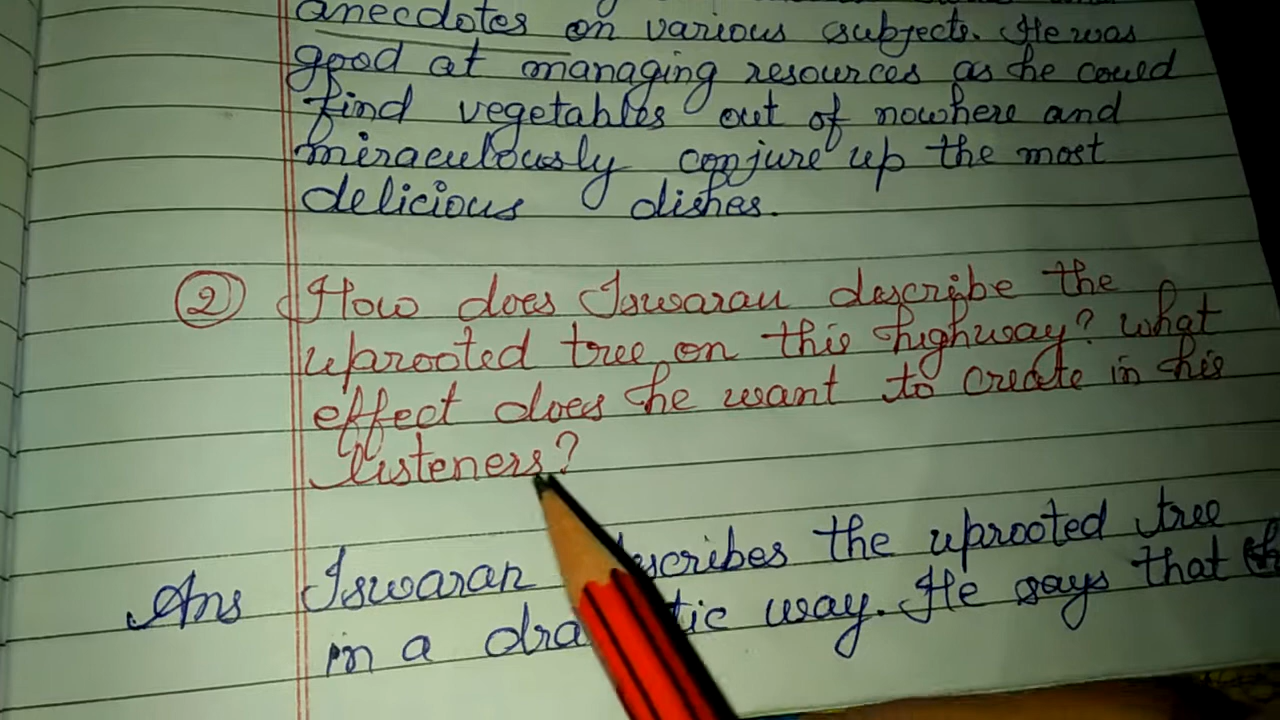 anecdotes on various subjects. He was
good at managing resources as he could
find vegetables out of nowhere and
miraculously conjure up the most
delicious dishes.
2 How does Iswaran describe the
uprooted tree on this highway? what
effect does he want to create in his
listeners?
Ans Iswaran describes the uprooted tree
in a dramatic way. He says that